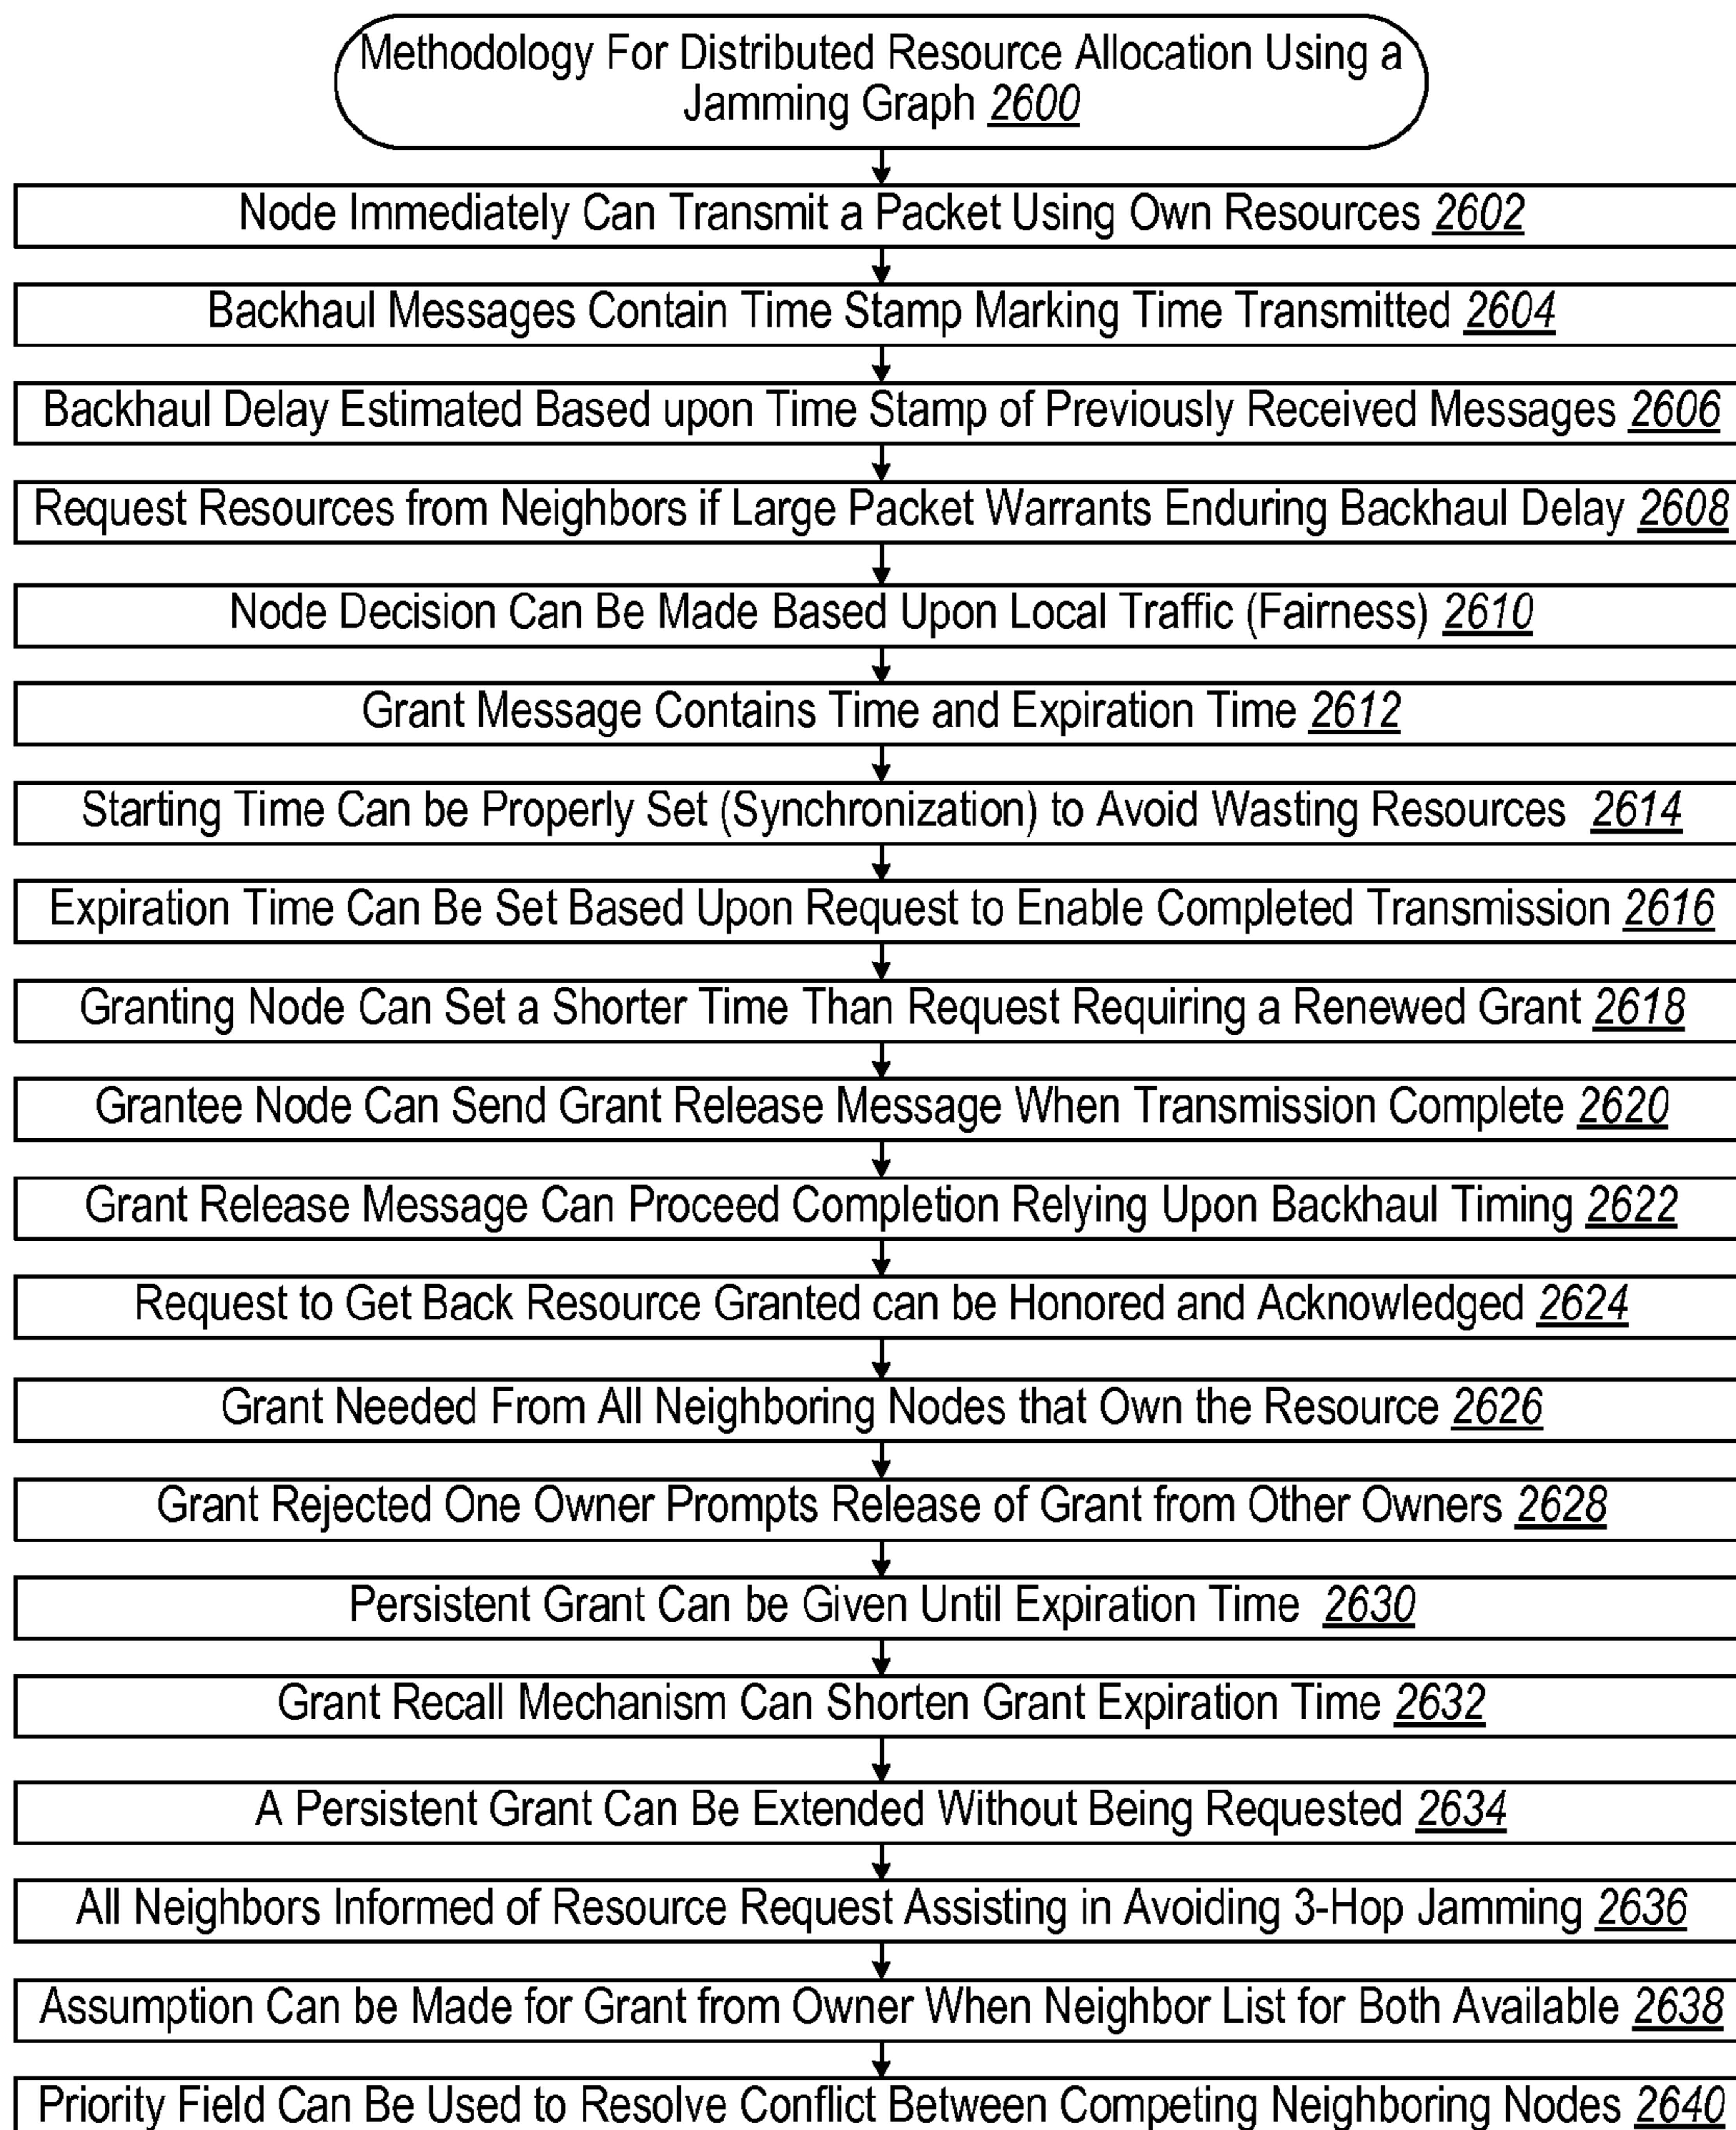 Methodology For Distributed Resource Allocation Using a
Jamming Graph 2600
Node Immediately Can Transmit a Packet Using Own Resources 2602
Backhaul Messages Contain Time Stamp Marking Time Transmitted 2604
Backhaul Delay Estimated Based upon Time Stamp of Previously Received Messages 2606
Request Resources from Neighbors if Large Packet Warrants Enduring Backhaul Delay 2608
Node Decision Can Be Made Based Upon Local Traffic (Fairness) 2610
Grant Message Contains Time and Expiration Time 2612
Starting Time Can be Properly Set (Synchronization) to Avoid Wasting Resources 2614
Expiration Time Can Be Set Based Upon Request to Enable Completed Transmission 2616
Granting Node Can Set a Shorter Time Than Request Requiring a Renewed Grant 2618
Grantee Node Can Send Grant Release Message When Transmission Complete 2620
Grant Release Message Can Proceed Completion Relying Upon Backhaul Timing 2622
Request to Get Back Resource Granted can be Honored and Acknowledged 2624
Grant Needed From All Neighboring Nodes that Own the Resource 2626
Grant Rejected One Owner Prompts Release of Grant from Other Owners 2628
Persistent Grant Can be Given Until Expiration Time 2630
Grant Recall Mechanism Can Shorten Grant Expiration Time 2632
A Persistent Grant Can Be Extended Without Being Requested 2634
All Neighbors Informed of Resource Request Assisting in Avoiding 3-Hop Jamming 2636
Assumption Can be Made for Grant from Owner When Neighbor List for Both Available 2638
Priority Field Can Be Used to Resolve Conflict Between Competing Neighboring Nodes 2640